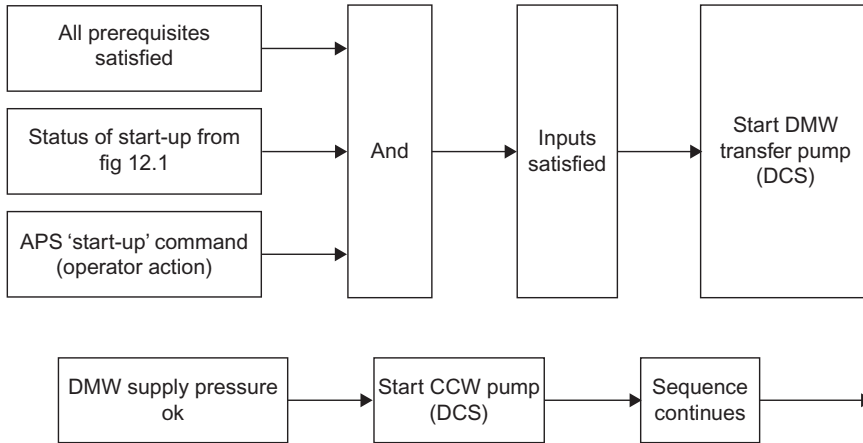 All prerequisites
satisfied
Status of start-up from
fig 12.1
APS ‘start-up’ command
(operator action)
And
Inputs
satisfied
Start DMW
transfer pump
(DCS)
DMW supply pressure
ok
Start CCW pump
(DCS)
Sequence
continues